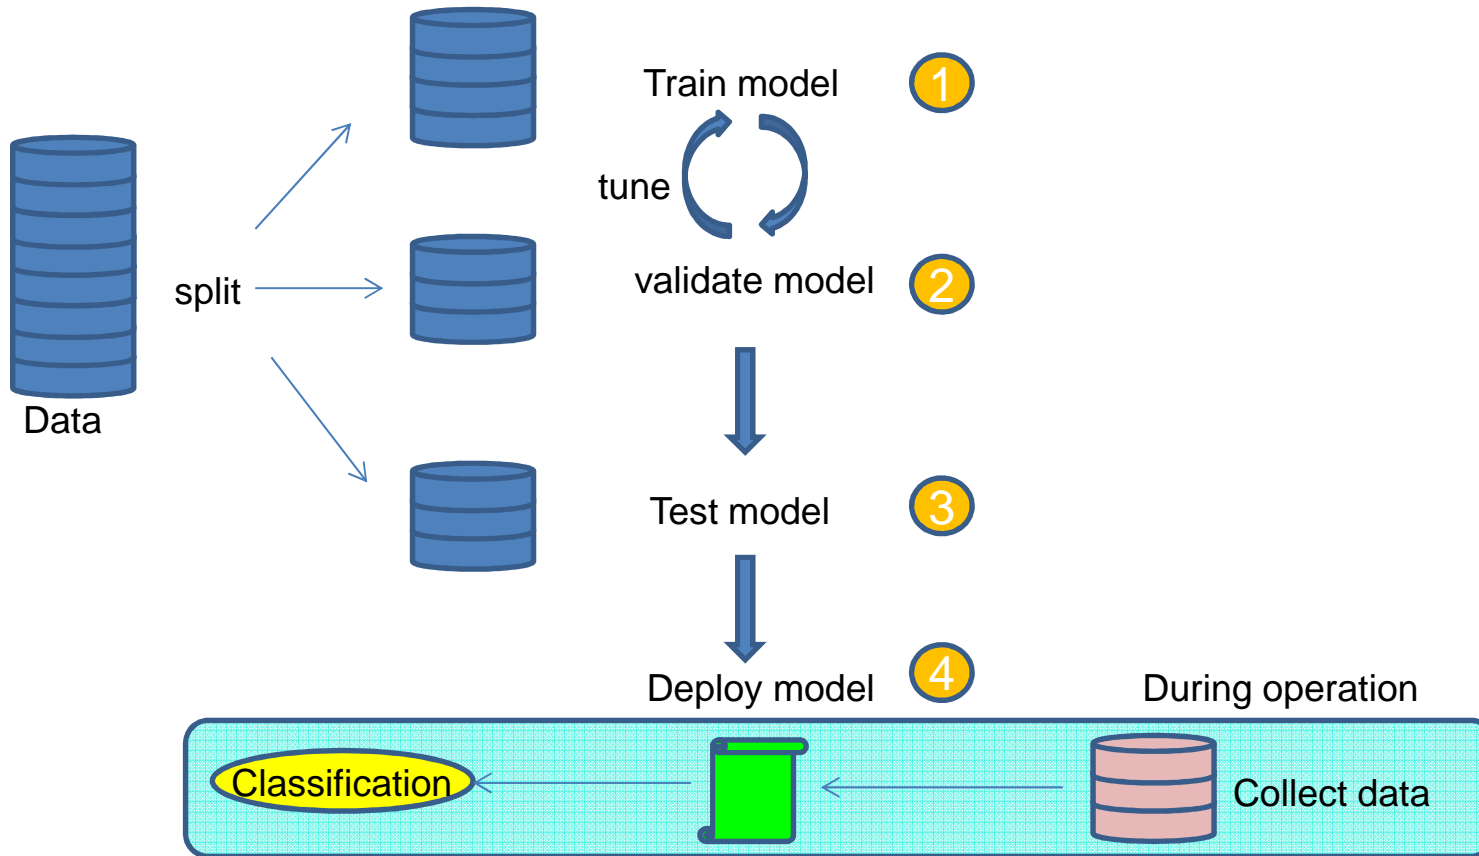 Train model
1
tune
validate model
2
split
Data
Test model
3
Deploy model
4
During operation
Classification
Collect data